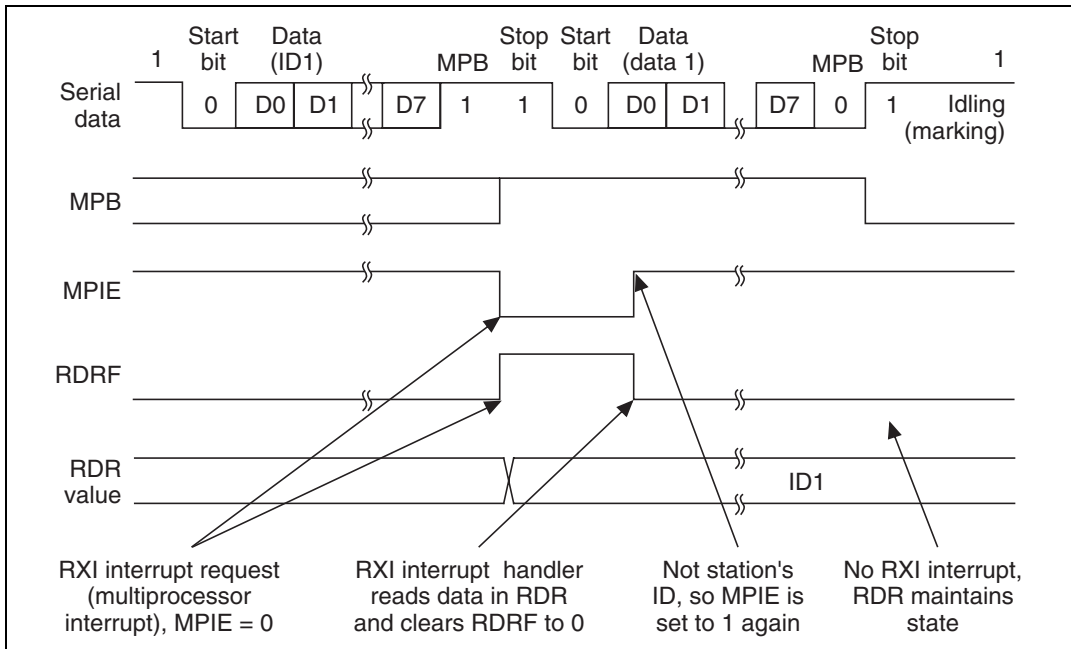 1 Start bit Data (ID1) MPB Stop bit Start bit Data (data 1) MPB Stop bit 1
Serial data 0 D0 D1 D7 1 1 0 D0 D1 D7 0 1 Idling (marking)
MPB
MPIE
RDRF
RDR value ID1
RXI interrupt request (multiprocessor interrupt), MPIE = 0
RXI interrupt handler reads data in RDR and clears RDRF to 0
Not station's ID, so MPIE is set to 1 again
No RXI interrupt, RDR maintains state